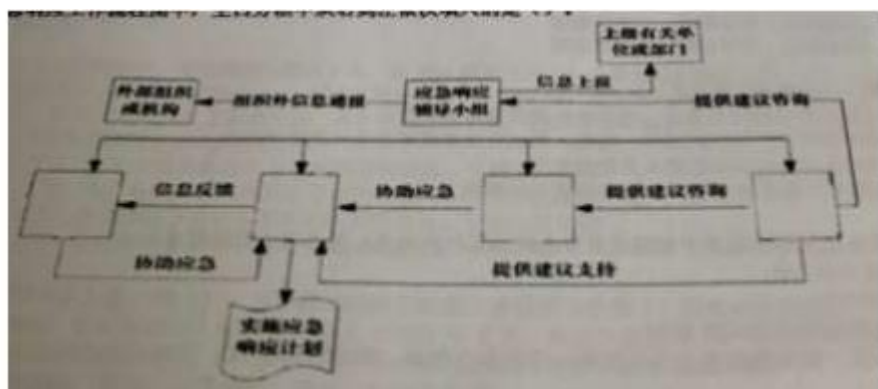 上级有关单
位或部门
外部组织
或机构
组织外信息通报
应急响应
领导小组
信息上报
提供建议咨询
信息反馈
协助应急
提供建议咨询
协助应急
提供建议支持
实施应急
响应计划